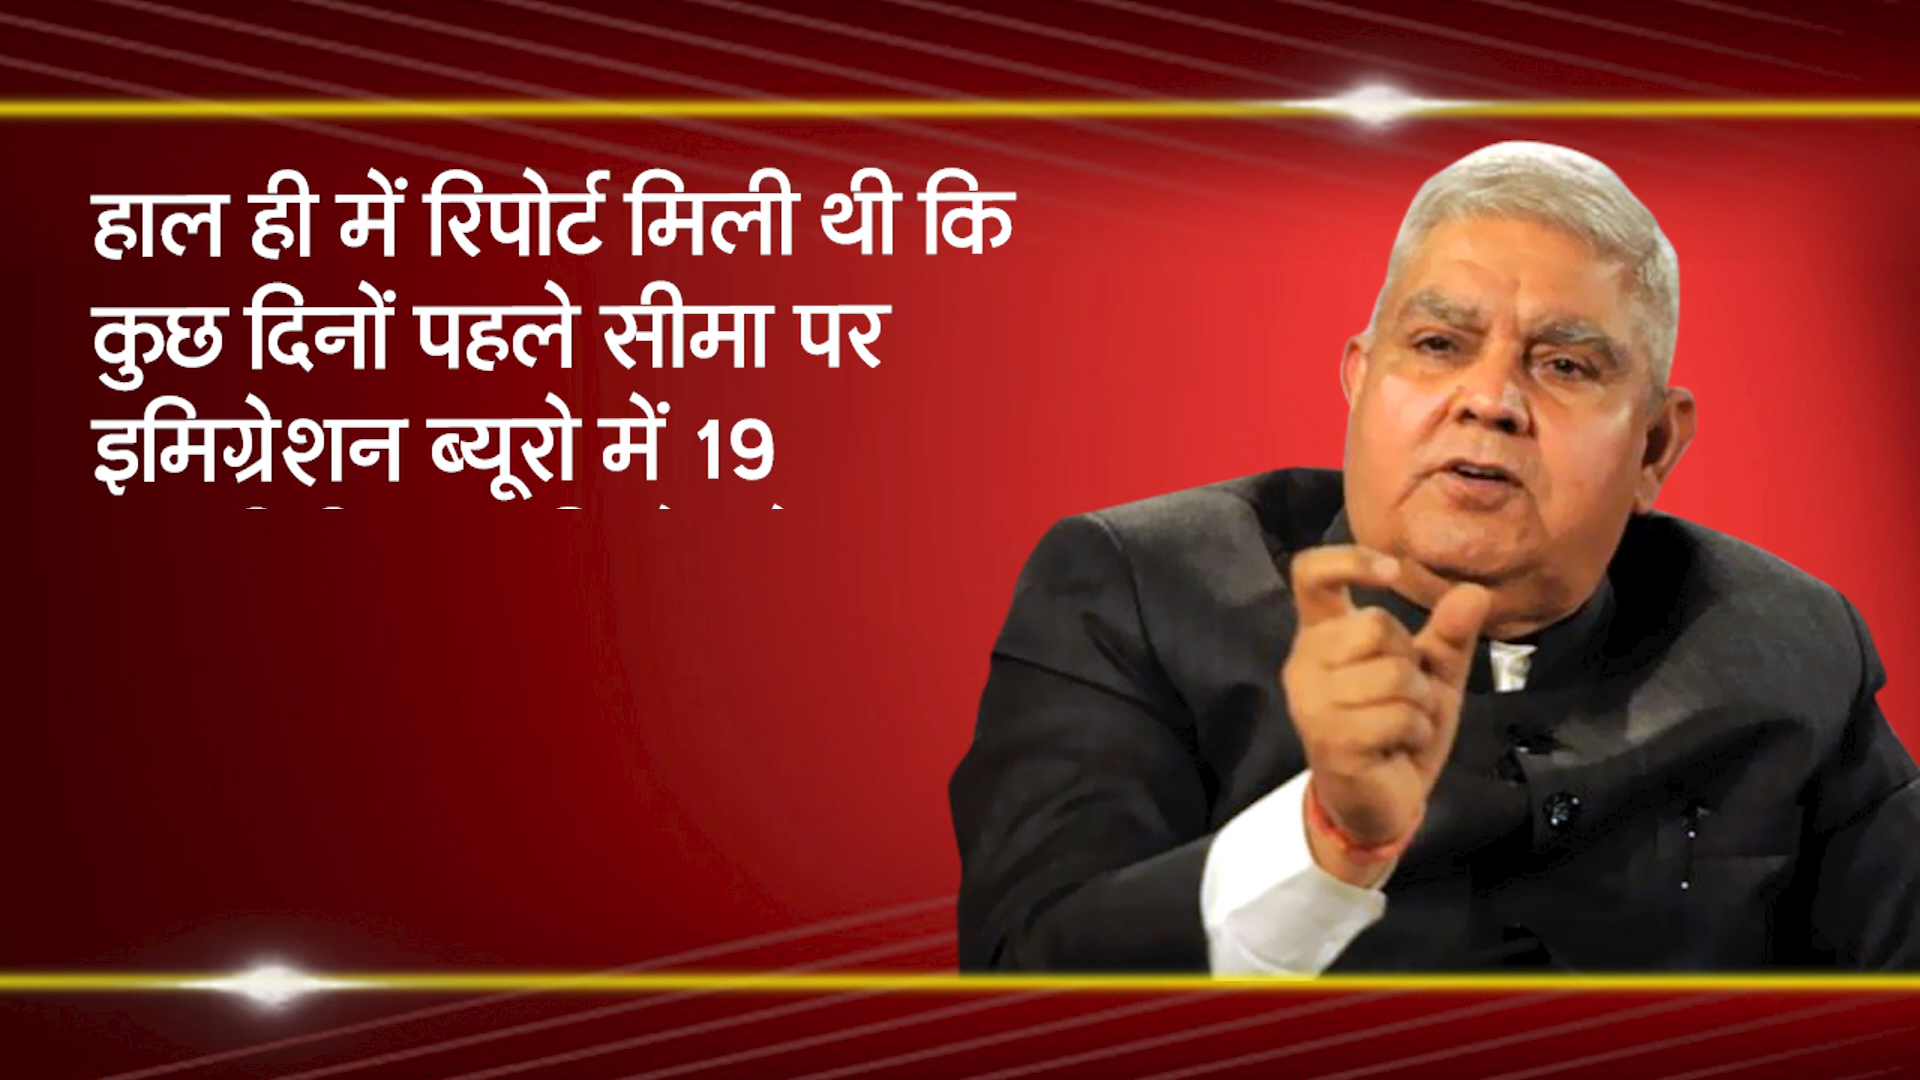 हाल ही में रिपोर्ट मिली थी कि
कुछ दिनों पहले सीमा पर
इमिग्रेशन ब्यूरो में 19